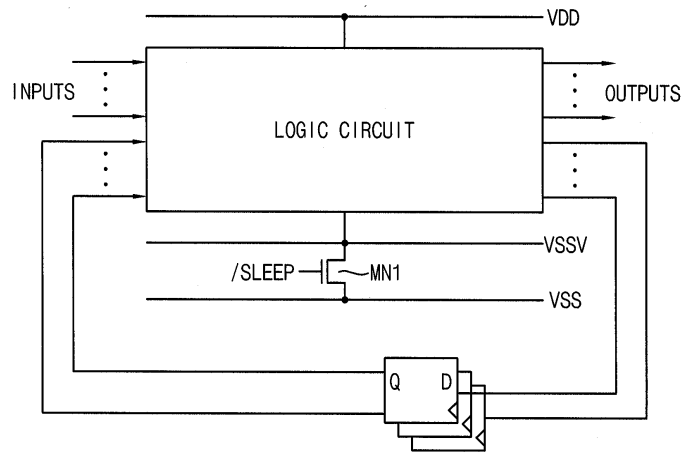 VDD
INPUTS
OUTPUTS
LOGIC CIRCUIT
VSSV
/SLEEP
MN1
VSS
Q D